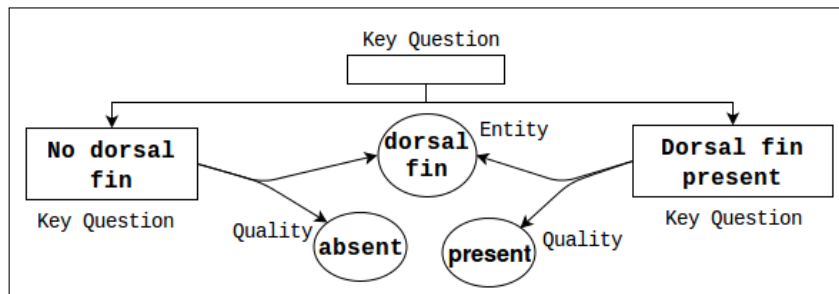 Key Question
No dorsal
fin
dorsal
fin
Entity
Dorsal fin
present
Key Question
Key Question
Quality
absent
present
Quality